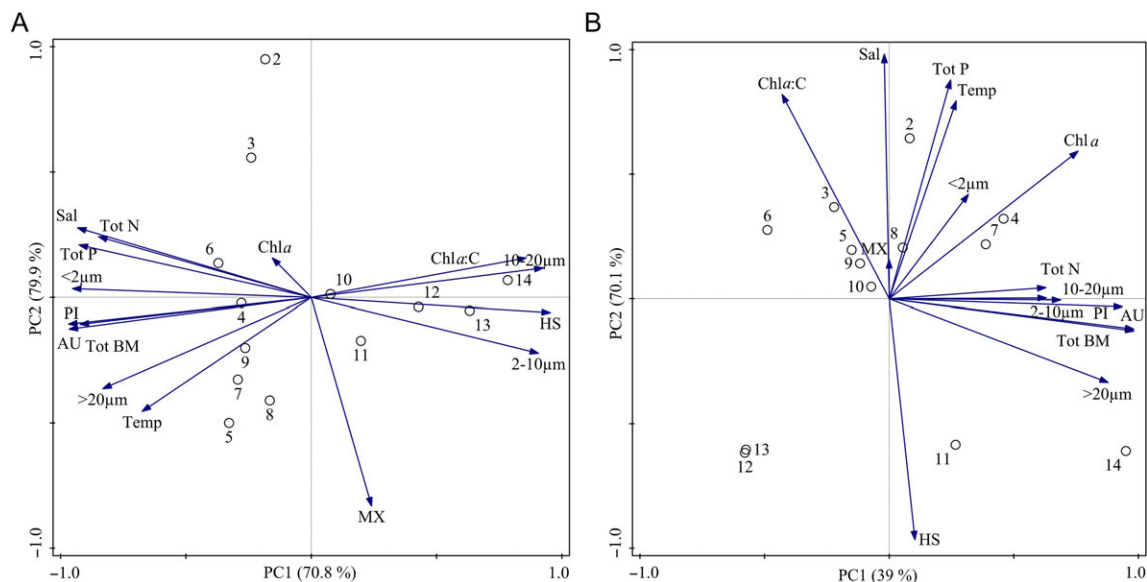 A
1.0
2
3
Sal
Tot N
Tot P
<2µm
6
Chl a
10-20µm
Chla:C
14
10
12
4
13
PI
AU
Tot BM
HS
9
11
2-10µm
>20µm
7
Temp
8
5
MX
PC2 (79.9 %)
-1.0
-1.0
PC1 (70.8 %)
1.0
B
1.0
Sal
Tot P
Chla:C
Temp
2
Chl a
<2µm
3
6
4
5
8
7
MX
9
10
Tot N
10-20µm
2-10µm
PI
AU
Tot BM
>20µm
13
12
11
14
HS
PC2 (70.1 %)
-1.0
-1.0
PC1 (39 %)
1.0